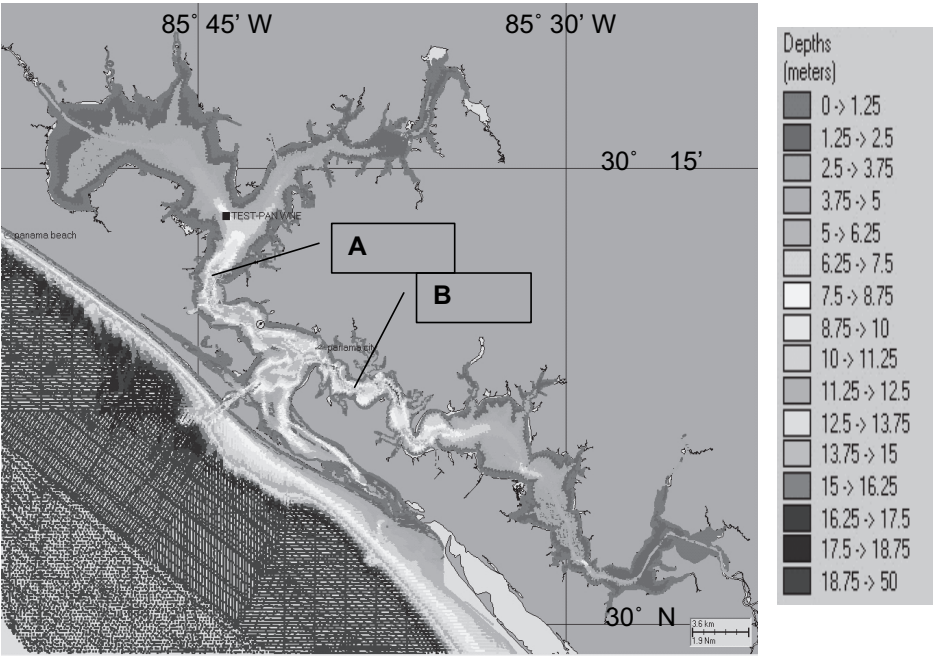 85˚ 45’ W
85˚ 30’ W
30˚ 15’
TEST-PAN WNE
panama beach
A
B
panama city
30˚ N
3.6 km
1.9 Nm
Depths
(meters)
0 -> 1.25
1.25 -> 2.5
2.5 -> 3.75
3.75 -> 5
5 -> 6.25
6.25 -> 7.5
7.5 -> 8.75
8.75 -> 10
10 -> 11.25
11.25 -> 12.5
12.5 -> 13.75
13.75 -> 15
15 -> 16.25
16.25 -> 17.5
17.5 -> 18.75
18.75 -> 50